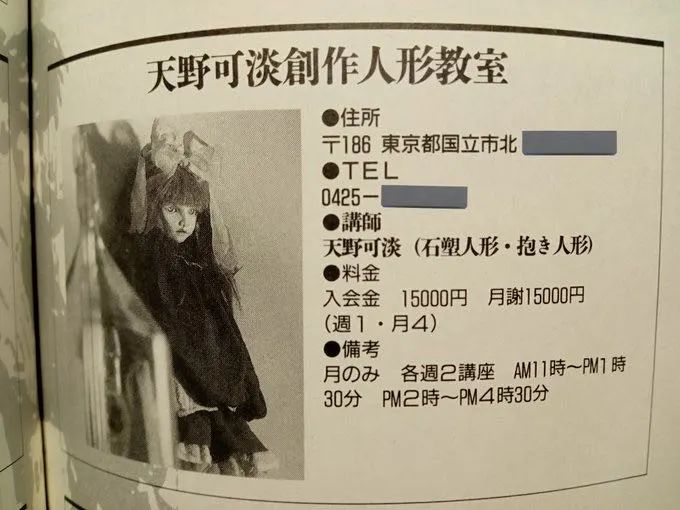 天野可淡創作人形教室
●住所
〒186 東京都国立市北
●TEL
0425－
●講師
天野可淡（石塑人形・抱き人形）
●料金
入会金　15000円　月謝15000円
（週1・月4）
●備考
月のみ　各週2講座　AM11時～PM1時
30分　PM2時～PM4時30分